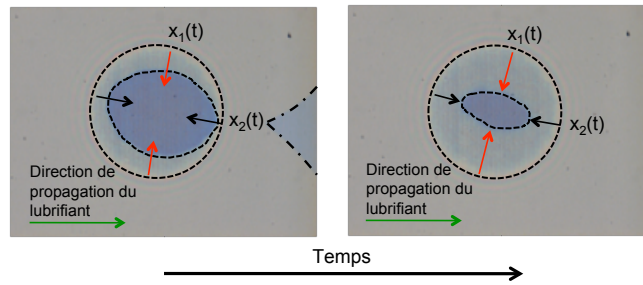 x1(t)
x2(t)
Direction de
propagation du
lubrifiant
x1(t)
x2(t)
Direction de
propagation du
lubrifiant
Temps